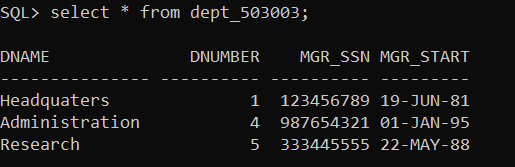 SQL> select * from dept_503003;
DNAME DNUMBER MGR_SSN MGR_START
--------------- ---------- ---------- ---------
Headquaters 1 123456789 19-JUN-81
Administration 4 987654321 01-JAN-95
Research 5 333445555 22-MAY-88